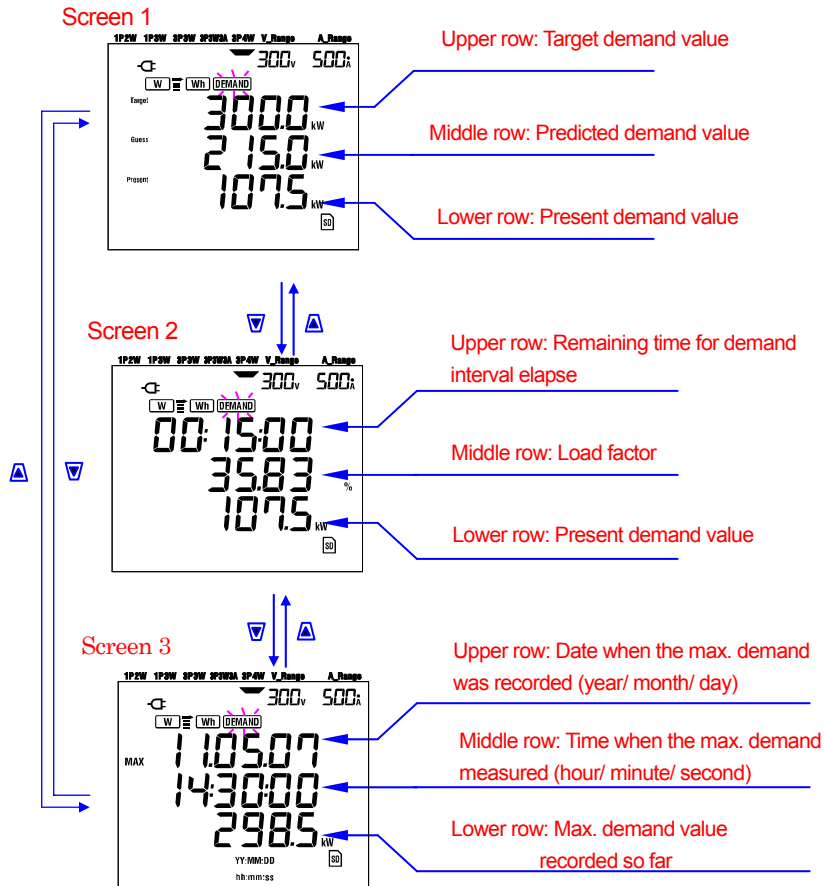 Screen 1
1P2W 1P3W 3P3W 3P3W3A 3P4W V_Range A_Range
300V 500A
W Wh DEMAND
Target 300.0 kW
Upper row: Target demand value
Guess 215.0 kW
Middle row: Predicted demand value
Present 107.5 kW
Lower row: Present demand value
SD
Screen 2
1P2W 1P3W 3P3W 3P3W3A 3P4W V_Range A_Range
300V 500A
W Wh DEMAND
00:15:00
Upper row: Remaining time for demand
interval elapse
35.83 %
Middle row: Load factor
107.5 kW
Lower row: Present demand value
SD
Screen 3
1P2W 1P3W 3P3W 3P3W3A 3P4W V_Range A_Range
300V 500A
W Wh DEMAND
MAX 11.05.07
Upper row: Date when the max. demand
was recorded (year/ month/ day)
14:30:00
Middle row: Time when the max. demand
measured (hour/ minute/ second)
298.5 kW
Lower row: Max. demand value
recorded so far
YY:MM:DD SD
hh:mm:ss